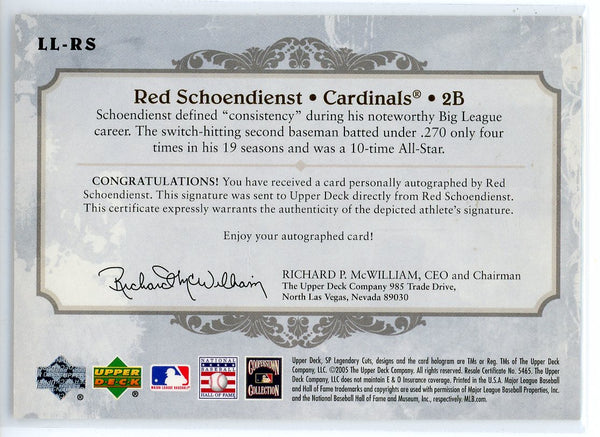 LL-RS
Red Schoendienst • Cardinals® • 2B
Schoendienst defined “consistency” during his noteworthy Big League
career. The switch-hitting second baseman batted under .270 only four
times in his 19 seasons and was a 10-time All-Star.
CONGRATULATIONS! You have received a card personally autographed by Red
Schoendienst. This signature was sent to Upper Deck directly from Red Schoendienst.
This certificate expressly warrants the authenticity of the depicted athlete's signature.
Enjoy your autographed card!
Richard P. McWilliam
RICHARD P. McWILLIAM, CEO and Chairman
The Upper Deck Company 985 Trade Drive,
North Las Vegas, Nevada 89030
UPPER DECK
MAJOR LEAGUE BASEBALL
NATIONAL BASEBALL HALL OF FAME
COOPERSTOWN COLLECTION
Upper Deck, SP Legendary Cuts, designs and the card hologram are TMs or Reg. TMs of The Upper Deck
Company, LLC. ©2005 The Upper Deck Company, LLC. All Rights Reserved. Resale Certificate No. 5465. The Upper
Deck Company, LLC does not maintain E & O Insurance coverage. Printed in the U.S.A. Major League Baseball
and Hall of Fame trademarks and copyrights are used with permission of Major League Baseball Properties, Inc.
and the National Baseball Hall of Fame and Museum, Inc., respectively. MLB.com.